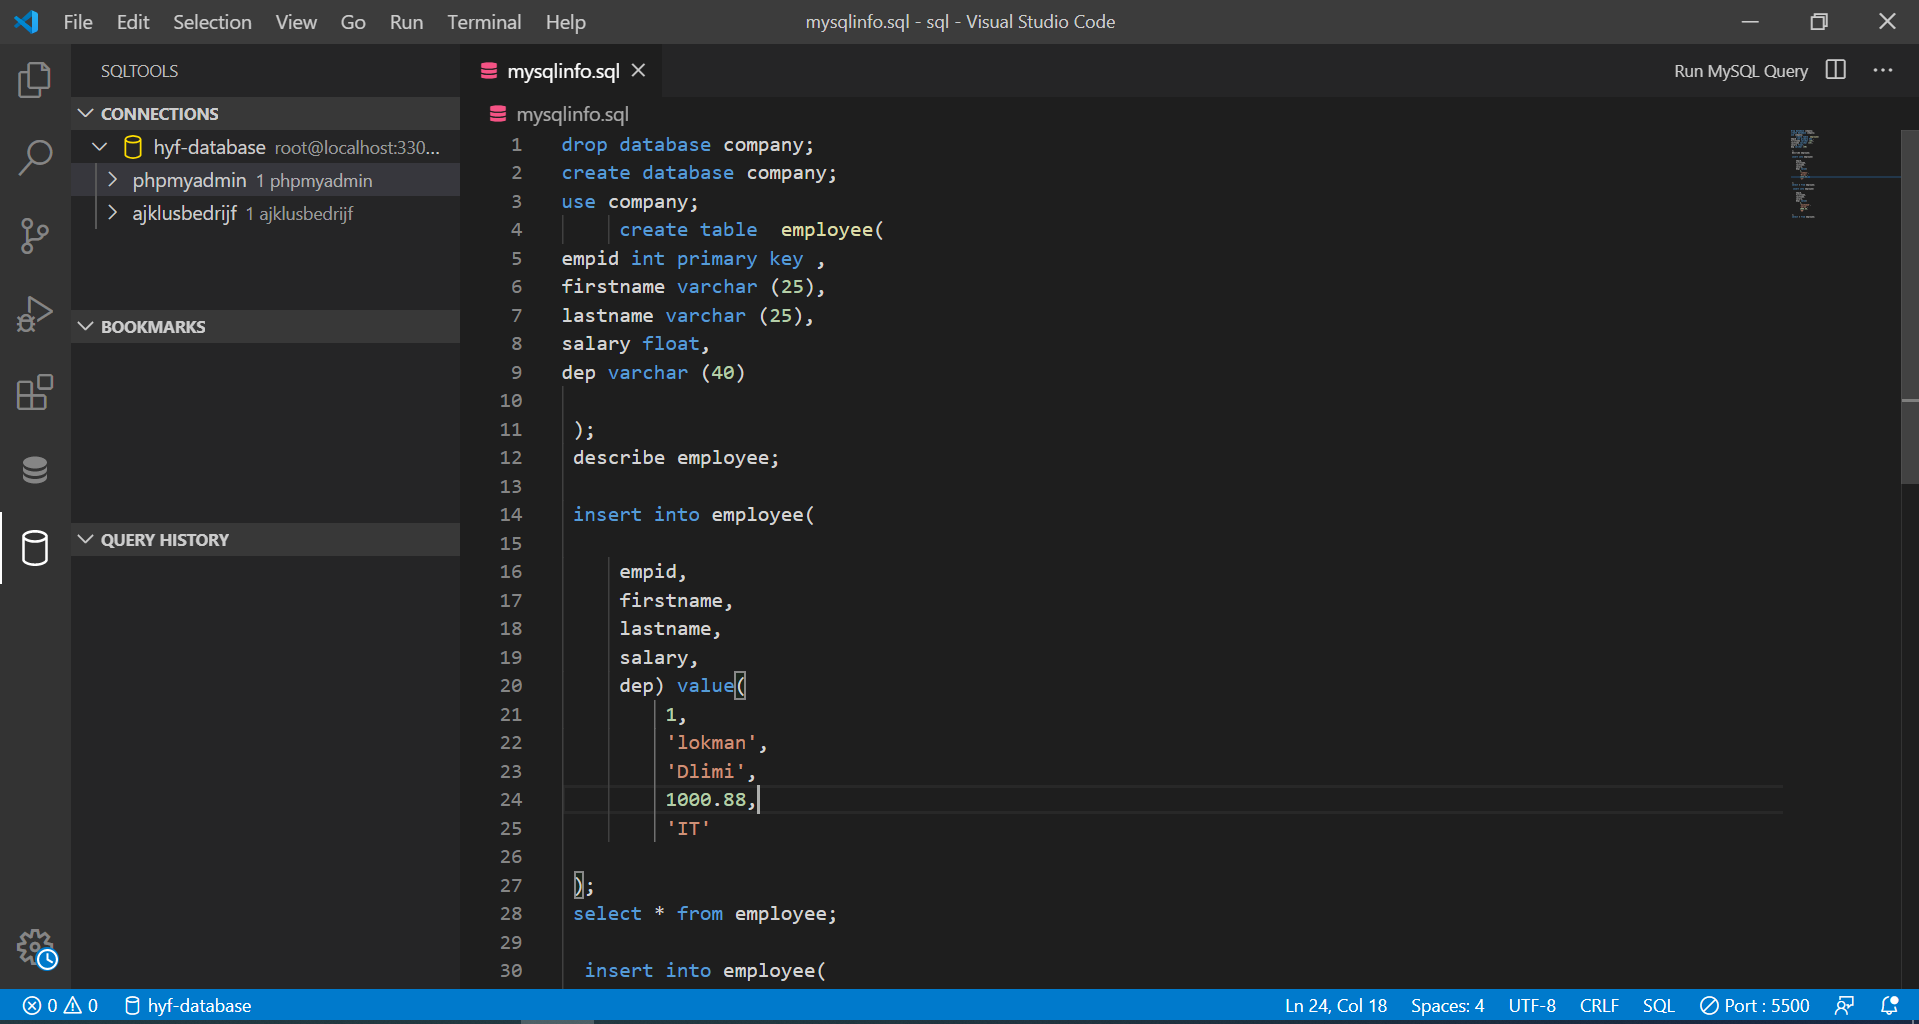 File Edit Selection View Go Run Terminal Help mysqlinfo.sql - sql - Visual Studio Code
SQLTOOLS
CONNECTIONS
hyf-database root@localhost:330...
phpmyadmin 1 phpmyadmin
ajklusbedrijf 1 ajklusbedrijf
BOOKMARKS
QUERY HISTORY
mysqlinfo.sql Run MySQL Query
mysqlinfo.sql
1 drop database company;
2 create database company;
3 use company;
4 create table  employee(
5 empid int primary key ,
6 firstname varchar (25),
7 lastname varchar (25),
8 salary float,
9 dep varchar (40)
10
11 );
12 describe employee;
13
14 insert into employee(
15
16 empid,
17 firstname,
18 lastname,
19 salary,
20 dep) value(
21 1,
22 'lokman',
23 'Dlimi',
24 1000.88,
25 'IT'
26
27 );
28 select * from employee;
29
30 insert into employee(
0 0 hyf-database Ln 24, Col 18 Spaces: 4 UTF-8 CRLF SQL Port : 5500